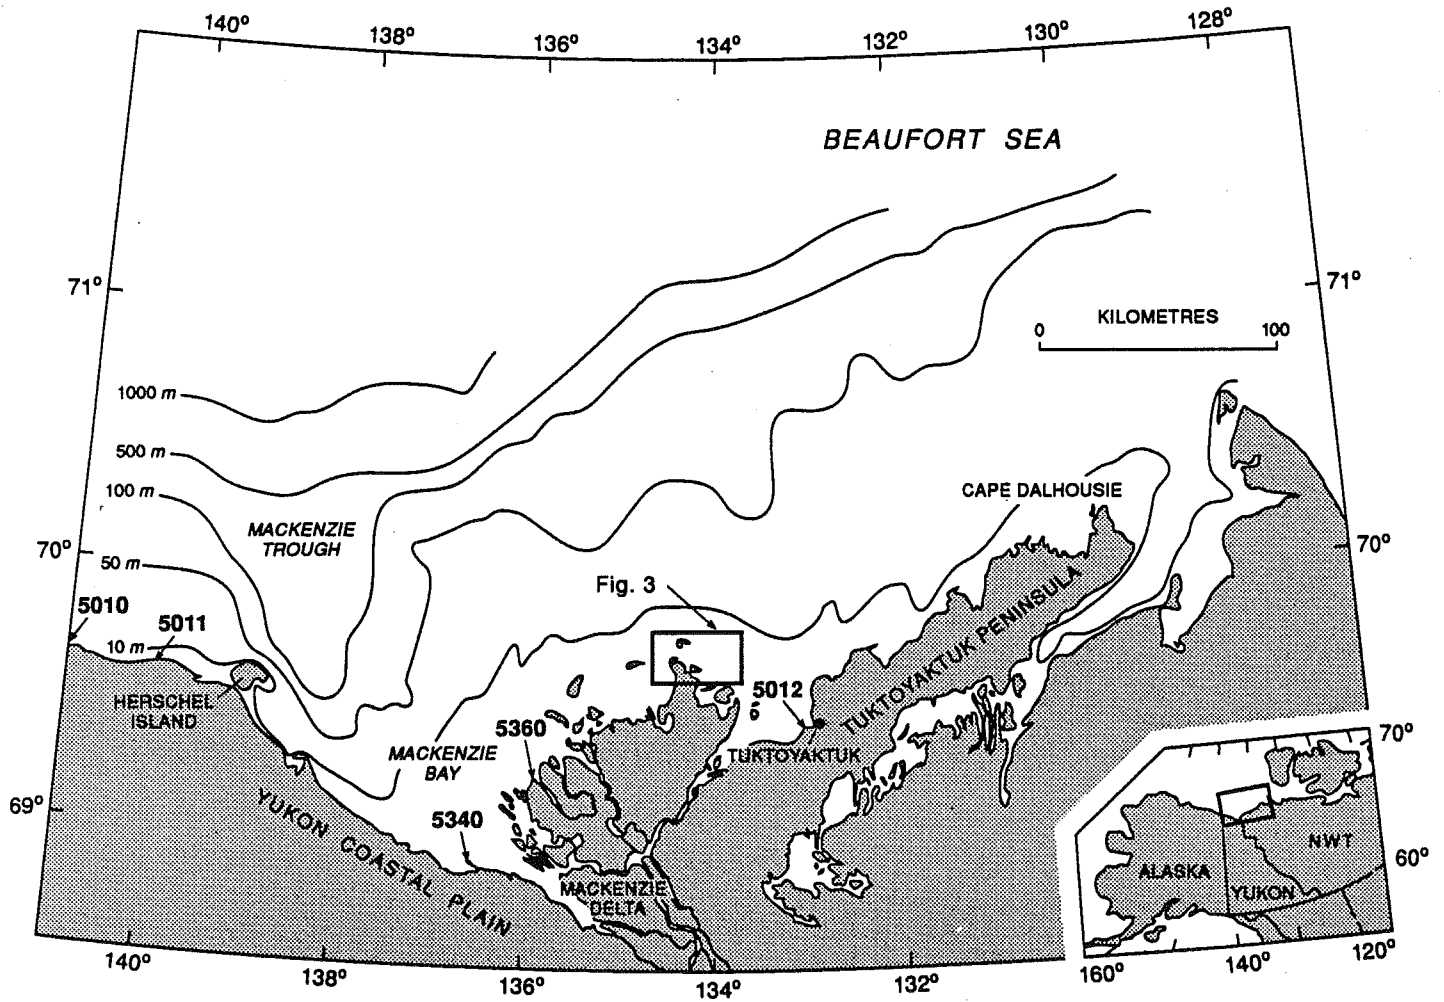 140° 138° 136° 134° 132° 130° 128°
BEAUFORT SEA
71° 71°
KILOMETRES
0 100
1000 m
500 m
100 m
CAPE DALHOUSIE
MACKENZIE
TROUGH
70° 70°
50 m
Fig. 3
5010
5011
10 m
TUKTOYAKTUK PENINSULA
HERSCHEL
ISLAND
5012
5360
MACKENZIE
BAY
TUKTOYAKTUK
69°
YUKON COASTAL PLAIN
5340
MACKENZIE
DELTA
140° 138° 136° 134° 132°
70°
NWT
60°
ALASKA
YUKON
160° 140° 120°